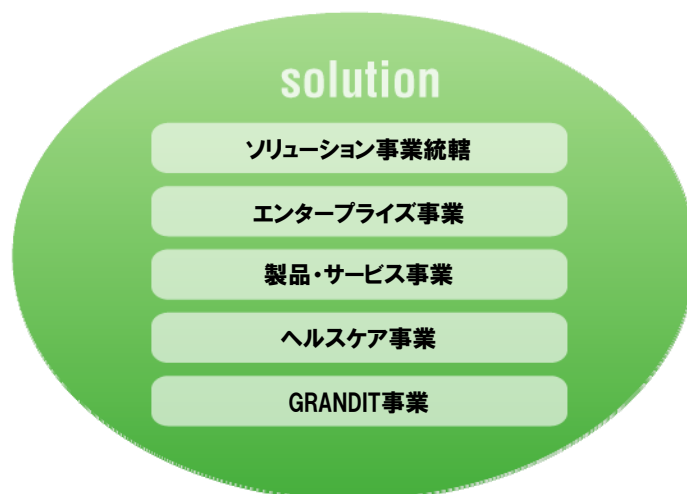 solution
ソリューション事業統轄
エンタープライズ事業
製品・サービス事業
ヘルスケア事業
GRANDIT事業